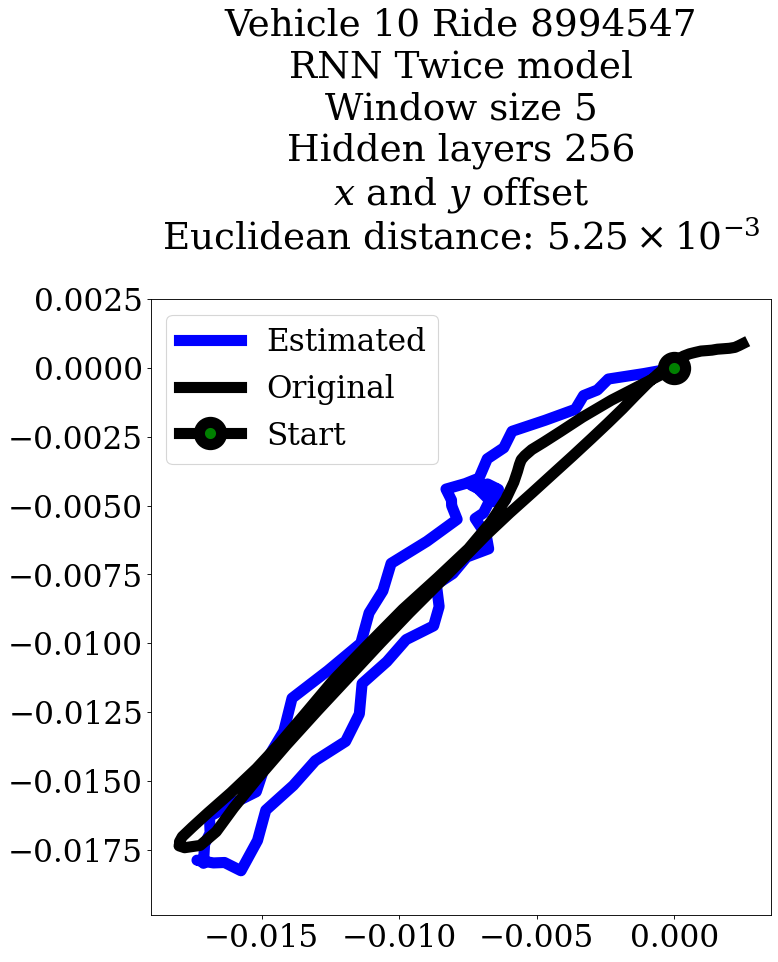 Vehicle 10 Ride 8994547
RNN Twice model
Window size 5
Hidden layers 256
x and y offset
Euclidean distance: 5.25 × 10⁻³
Estimated
Original
Start
0.0025
0.0000
−0.0025
−0.0050
−0.0075
−0.0100
−0.0125
−0.0150
−0.0175
−0.015 −0.010 −0.005 0.000